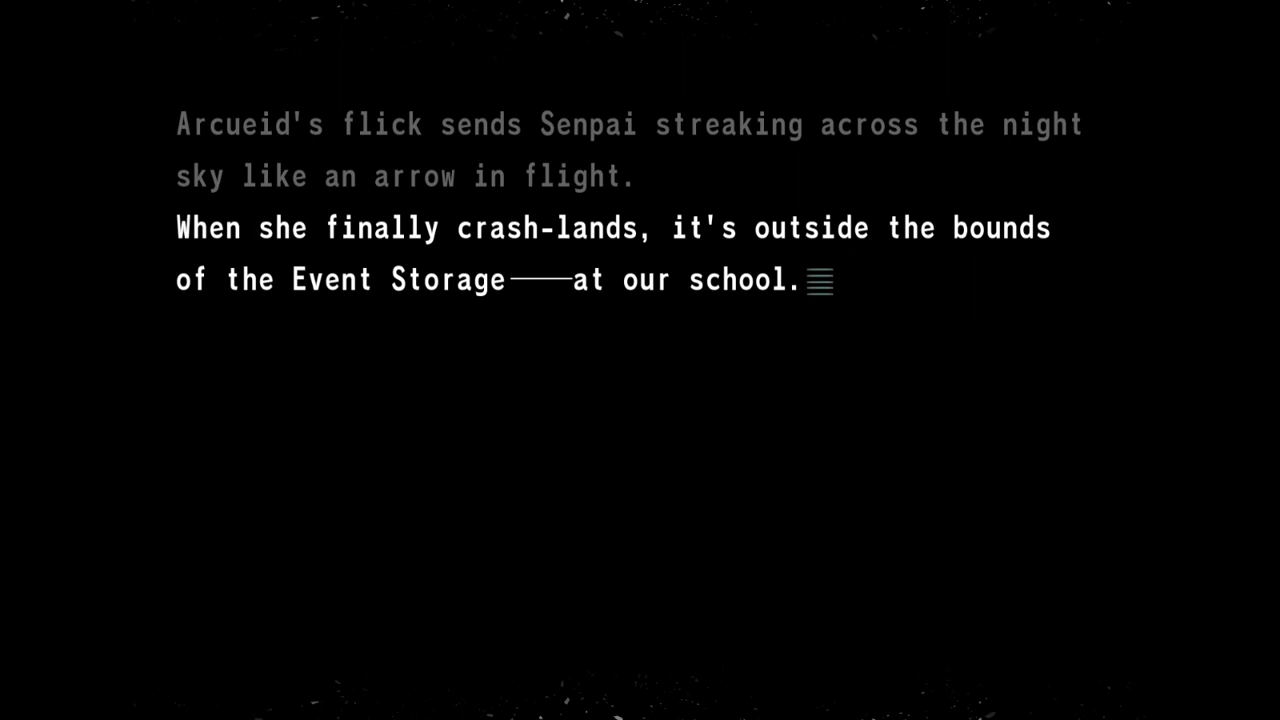 Arcueid's flick sends Senpai streaking across the night
sky like an arrow in flight.
When she finally crash-lands, it's outside the bounds
of the Event Storage——at our school.